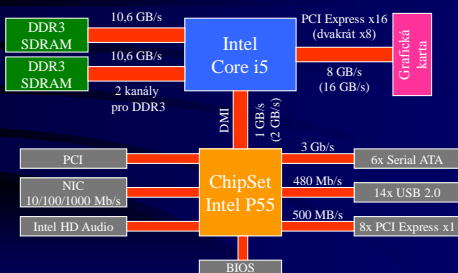 DDR3
SDRAM
10,6 GB/s
DDR3
SDRAM
10,6 GB/s
2 kanály
pro DDR3
Intel
Core i5
PCI Express x16
(dvakrát x8)
8 GB/s
(16 GB/s)
Grafická
karta
DMI
1 GB/s
(2 GB/s)
PCI
NIC
10/100/1000 Mb/s
Intel HD Audio
ChipSet
Intel P55
3 Gb/s
6x Serial ATA
480 Mb/s
14x USB 2.0
500 MB/s
8x PCI Express x1
BIOS